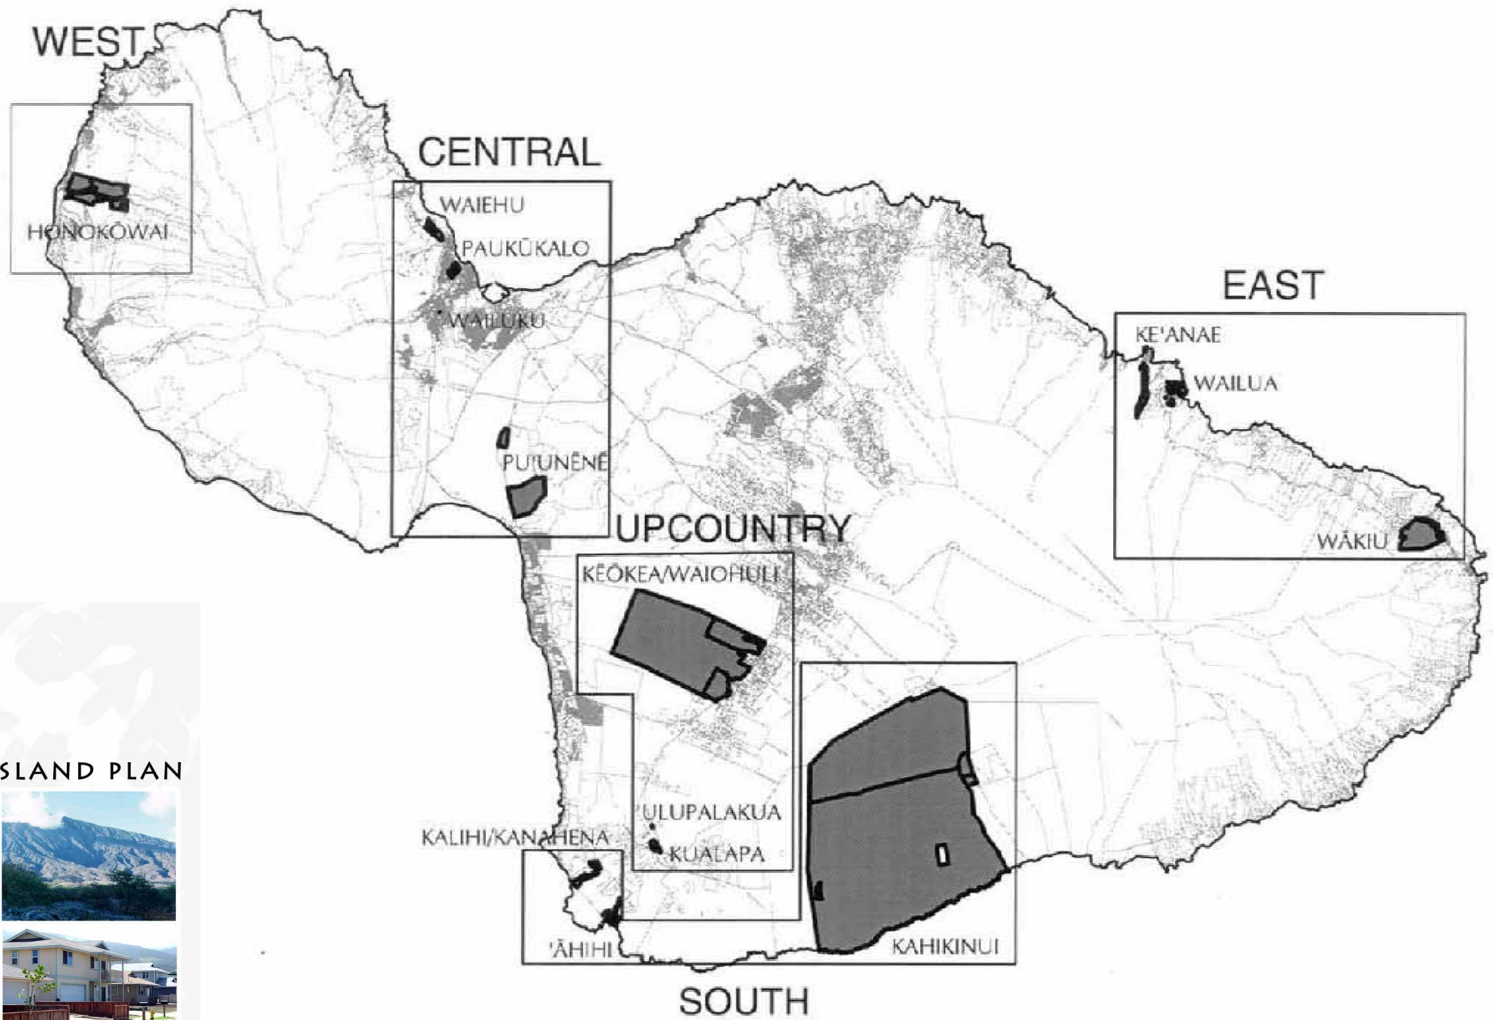 WEST
HONOKŌWAI
CENTRAL
WAIEHU
PAUKŪKALO
WAILUKU
PU'UNĒNĒ
EAST
KE'ANAE
WAILUA
WĀKIU
UPCOUNTRY
KĒŌKEA/WAIOHULI
'ULUPALAKUA
KUALAPA
KALIHI/KANAHENA
'ĀHIHI
KAHIKINUI
SOUTH
SLAND PLAN